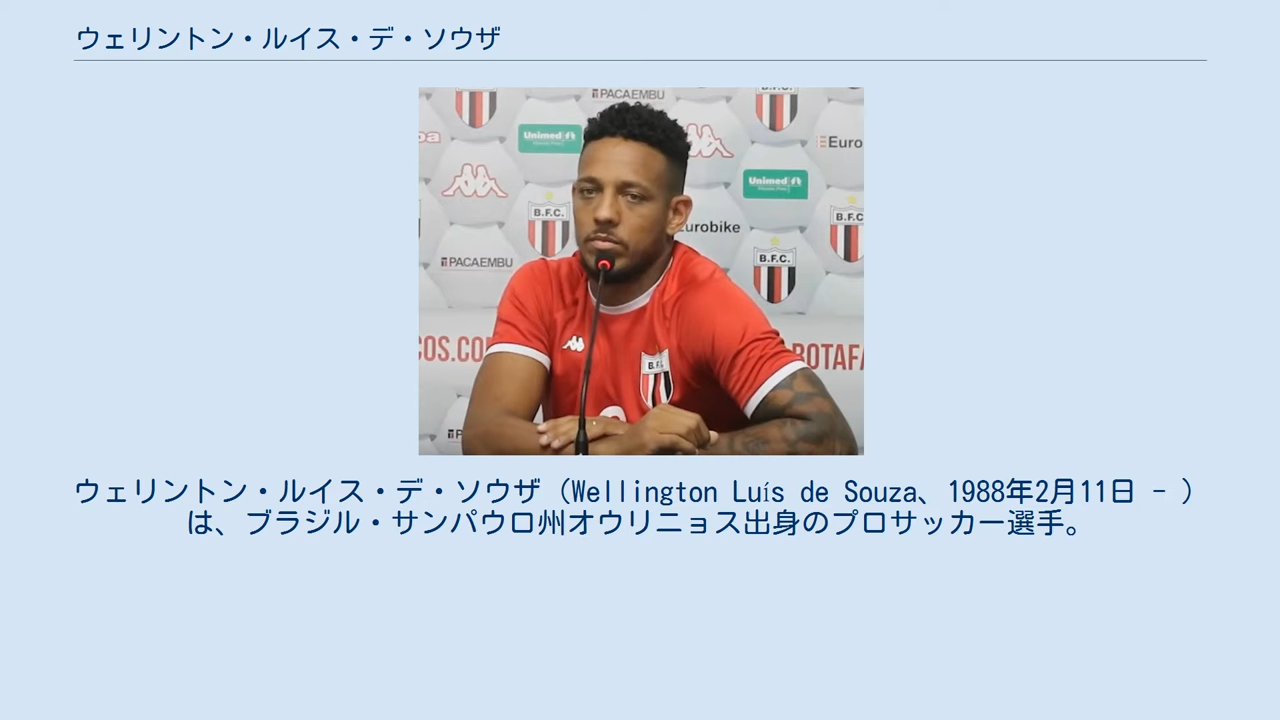 ウェリントン・ルイス・デ・ソウザ
PACAEMBU
B.F.C.
Unimed
Euro
Unimed
B.F.C.
B.F.C.
Eurobike
B.F.C.
PACAEMBU
COS.CO
BOTAFA
ウェリントン・ルイス・デ・ソウザ（Wellington Luís de Souza、1988年2月11日 - ）
は、ブラジル・サンパウロ州オウリニョス出身のプロサッカー選手。